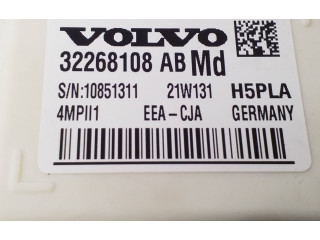 VOLVO
32268108 AB Md
S/N:10851311 21W131 H5PLA
4MPII1 EEA-CJA GERMANY